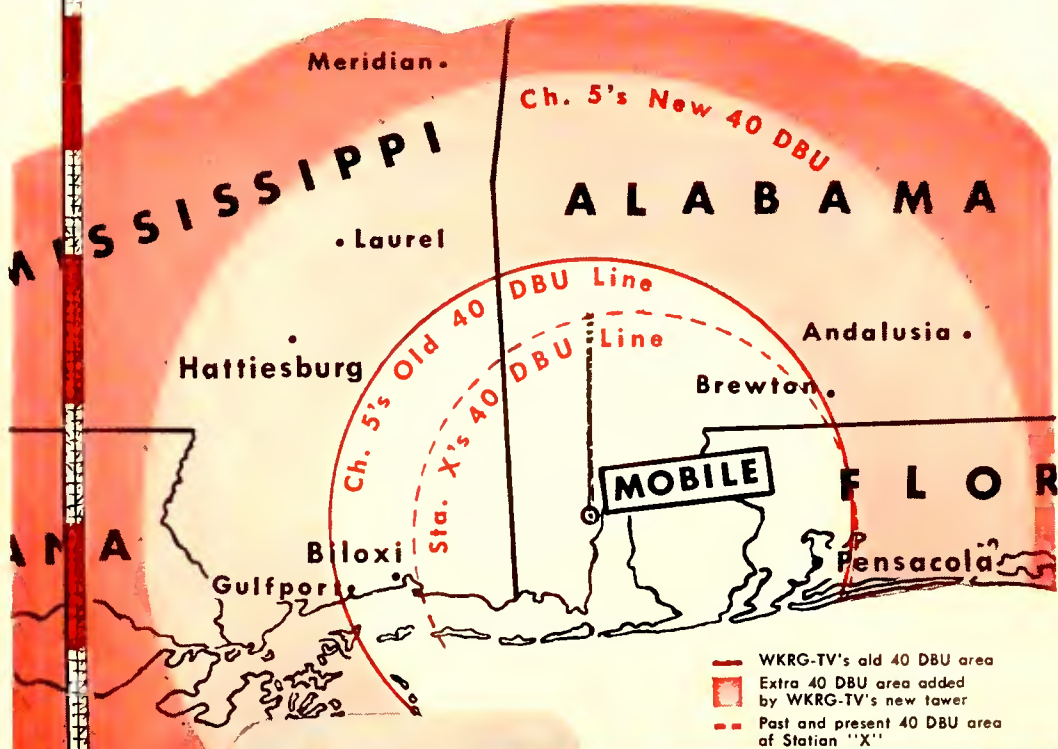 Meridian
Ch. 5's New 40 DBU
MISSISSIPPI
ALABAMA
Laurel
Ch. 5's Old 40 DBU Line
Sta. X's 40 DBU Line
Hattiesburg
Andalusia
Brewton
MOBILE
FLOR
ANA
Biloxi
Gulfport
Pensacola
WKRG-TV's old 40 DBU area
Extra 40 DBU area added
by WKRG-TV's new tower
Past and present 40 DBU area
of Station "X"